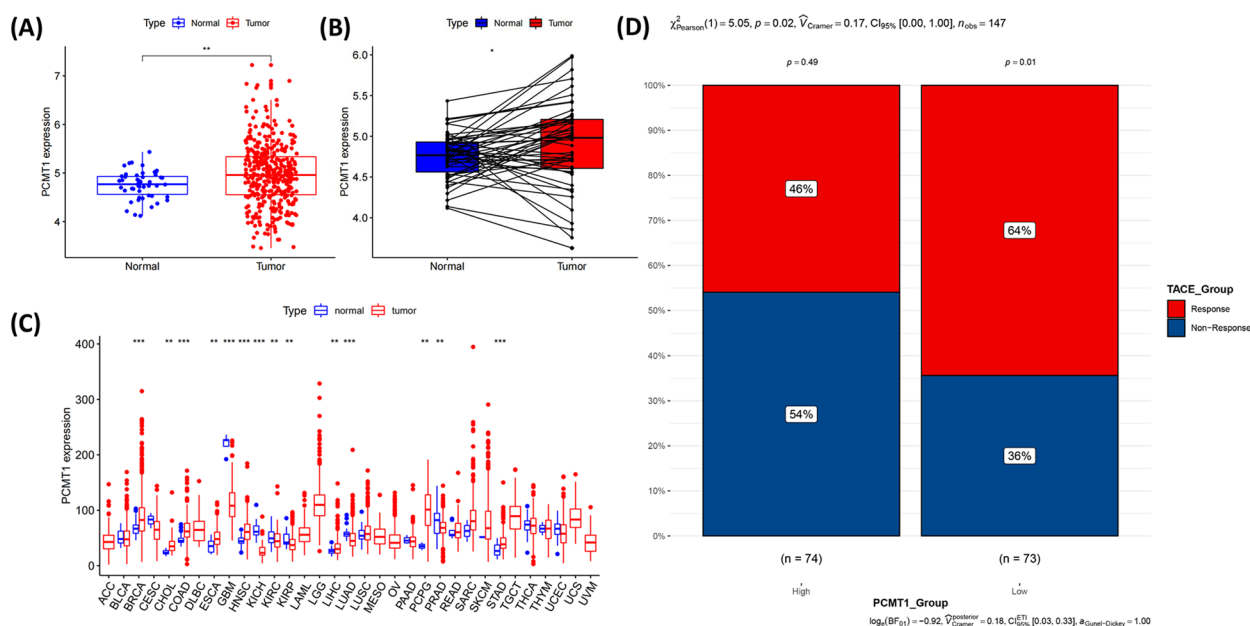 (A)
Type Normal Tumor
**
PCMT1 expression
7
6
5
4
Normal Tumor
(B)
Type Normal Tumor
*
PCMT1 expression
6.0
5.5
5.0
4.5
4.0
Normal Tumor
(C)
Type normal tumor
*** ** *** ** *** *** *** ** ** ** *** ** ** ***
PCMT1 expression
400
300
200
100
0
ACC BLCA BRCA CESC CHOL COAD DLBC ESCA GBM HNSC KICH KIRC KIRP LAML LGG LIHC LUAD LUSC MESO OV PAAD PCPG PRAD READ SARC SKCM STAD TGCT THCA THYM UCEC UCS UVM
(D)
χ²Pearson(1) = 5.05, p = 0.02, V̂Cramer = 0.17, CI95% [0.00, 1.00], nobs = 147
p = 0.49 p = 0.01
100%
90%
80%
70%
60%
50%
40%
30%
20%
10%
0%
46%
54%
64%
36%
(n = 74) (n = 73)
High Low
PCMT1_Group
TACE_Group
Response
Non-Response
loge(BF01) = −0.92, V̂posteriorCramer = 0.18, CIETI95% [0.03, 0.33], aGunel-Dickey = 1.00